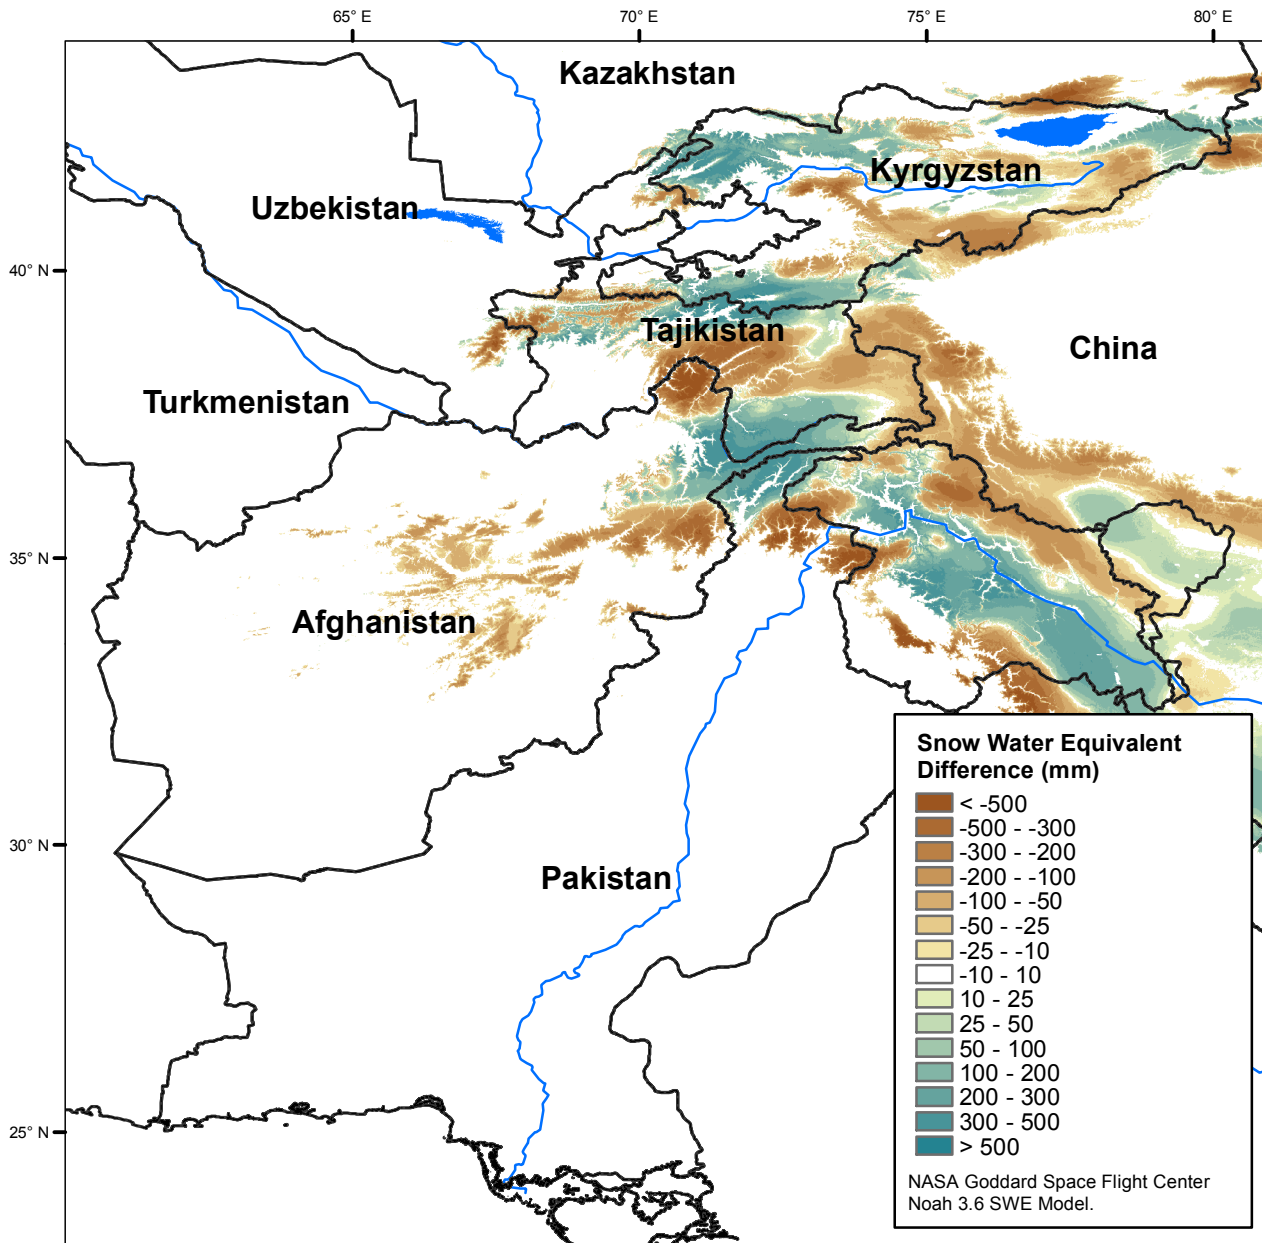 65° E
70° E
75° E
80° E
Kazakhstan
Kyrgyzstan
Uzbekistan
40° N
Tajikistan
China
Turkmenistan
35° N
Afghanistan
Snow Water Equivalent
Difference (mm)
< -500
-500 - -300
-300 - -200
-200 - -100
-100 - -50
-50 - -25
-25 - -10
-10 - 10
10 - 25
25 - 50
50 - 100
100 - 200
200 - 300
300 - 500
> 500
NASA Goddard Space Flight Center
Noah 3.6 SWE Model.
30° N
Pakistan
25° N